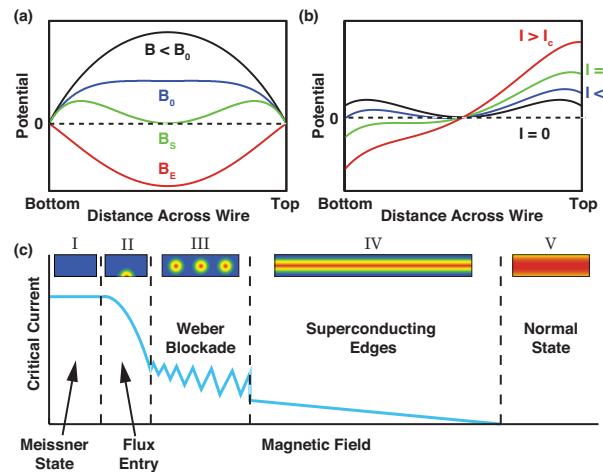 (a)
Potential
0
B < B0
B0
BS
BE
Bottom
Top
Distance Across Wire
(b)
Potential
0
I > Ic
I =
I <
I = 0
Bottom
Top
Distance Across Wire
(c)
I
II
III
IV
V
Critical Current
Weber
Blockade
Superconducting
Edges
Normal
State
Meissner
State
Flux
Entry
Magnetic Field